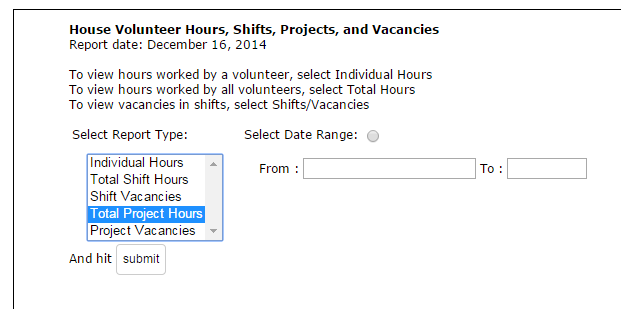 House Volunteer Hours, Shifts, Projects, and Vacancies
Report date: December 16, 2014
To view hours worked by a volunteer, select Individual Hours
To view hours worked by all volunteers, select Total Hours
To view vacancies in shifts, select Shifts/Vacancies
Select Report Type: Select Date Range:
Individual Hours
Total Shift Hours
Shift Vacancies
Total Project Hours
Project Vacancies
From : To :
And hit submit